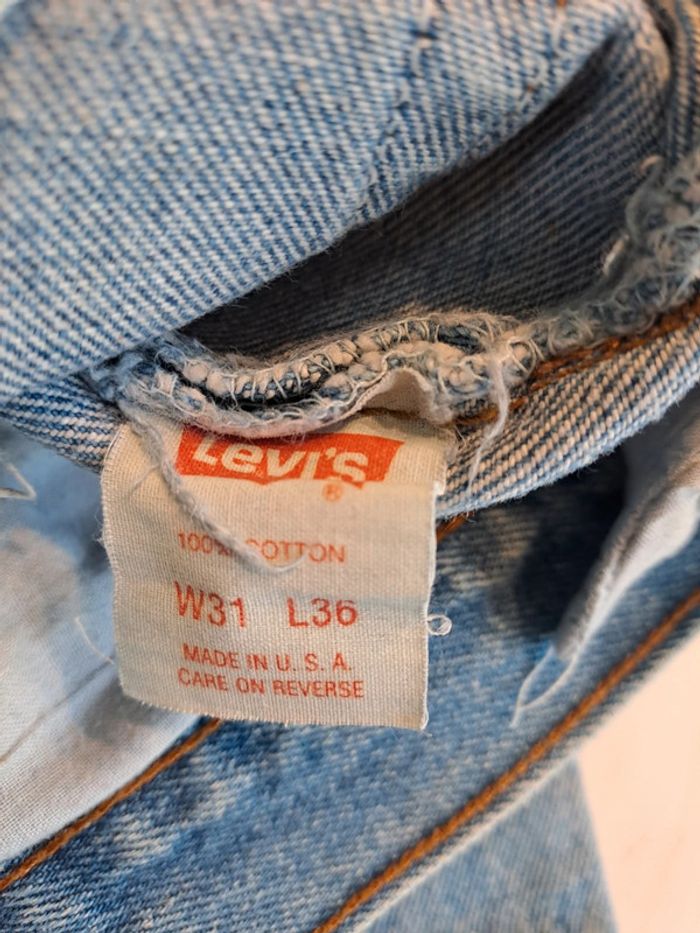 Levi's ®
100% COTTON
W31 L36
MADE IN U.S.A.
CARE ON REVERSE